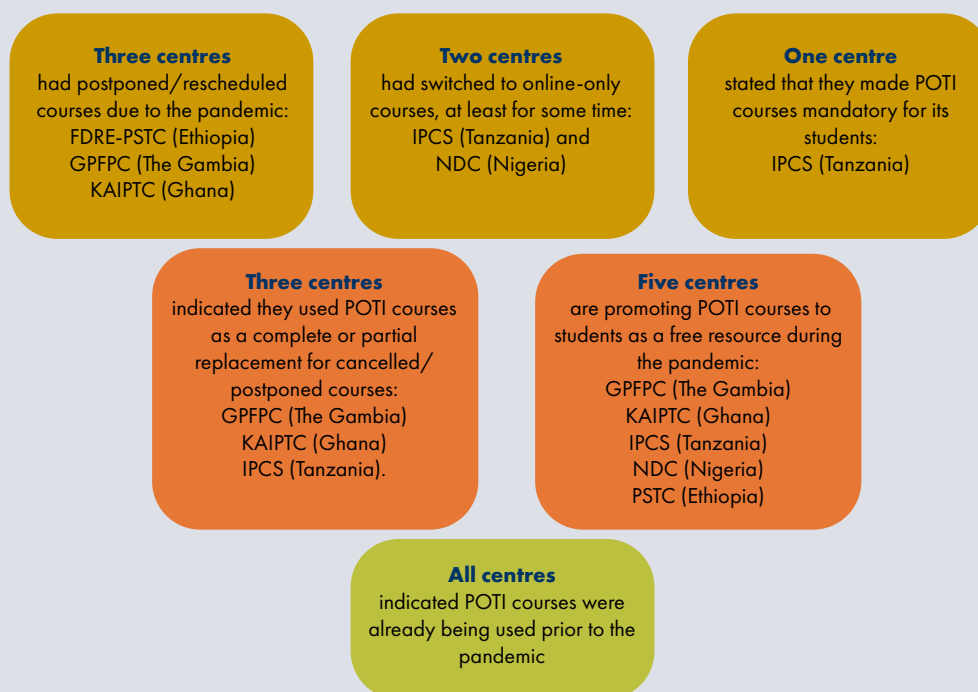 Three centres
had postponed/rescheduled
courses due to the pandemic:
FDRE-PSTC (Ethiopia)
GPFPC (The Gambia)
KAIPTC (Ghana)
Two centres
had switched to online-only
courses, at least for some time:
IPCS (Tanzania) and
NDC (Nigeria)
One centre
stated that they made POTI
courses mandatory for its
students:
IPCS (Tanzania)
Three centres
indicated they used POTI courses
as a complete or partial
replacement for cancelled/
postponed courses:
GPFPC (The Gambia)
KAIPTC (Ghana)
IPCS (Tanzania).
Five centres
are promoting POTI courses to
students as a free resource during
the pandemic:
GPFPC (The Gambia)
KAIPTC (Ghana)
IPCS (Tanzania)
NDC (Nigeria)
PSTC (Ethiopia)
All centres
indicated POTI courses were
already being used prior to the
pandemic